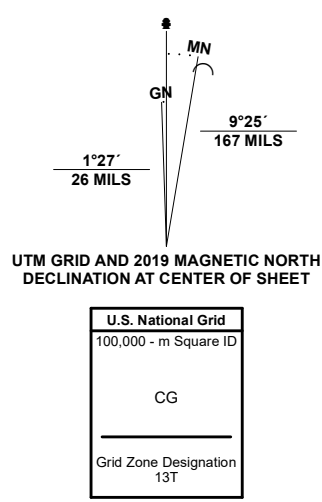 MN
GN
9°25´
167 MILS
1°27´
26 MILS
UTM GRID AND 2019 MAGNETIC NORTH
DECLINATION AT CENTER OF SHEET
U.S. National Grid
100,000 - m Square ID
CG
Grid Zone Designation
13T